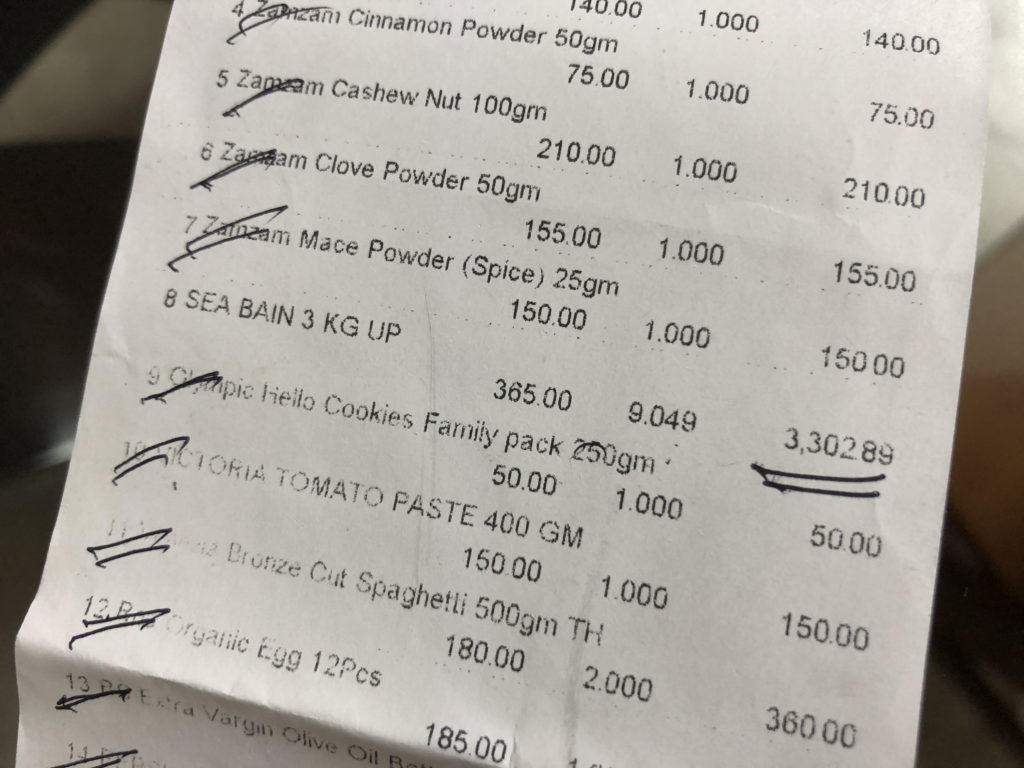 140.00 1.000 140.00
4 Zamzam Cinnamon Powder 50gm
75.00 1.000 75.00
5 Zamzam Cashew Nut 100gm
210.00 1.000 210.00
6 Zamzam Clove Powder 50gm
155.00 1.000 155.00
7 Zamzam Mace Powder (Spice) 25gm
150.00 1.000 150.00
8 SEA BAIN 3 KG UP
365.00 9.049 3,302.89
9 Olympic Hello Cookies Family pack 250gm
50.00 1.000 50.00
10 VICTORIA TOMATO PASTE 400 GM
150.00 1.000 150.00
11 Bronze Cut Spaghetti 500gm TH
180.00 2.000 360.00
12 Organic Egg 12Pcs
185.00
13 Extra Vargin Olive Oil
14